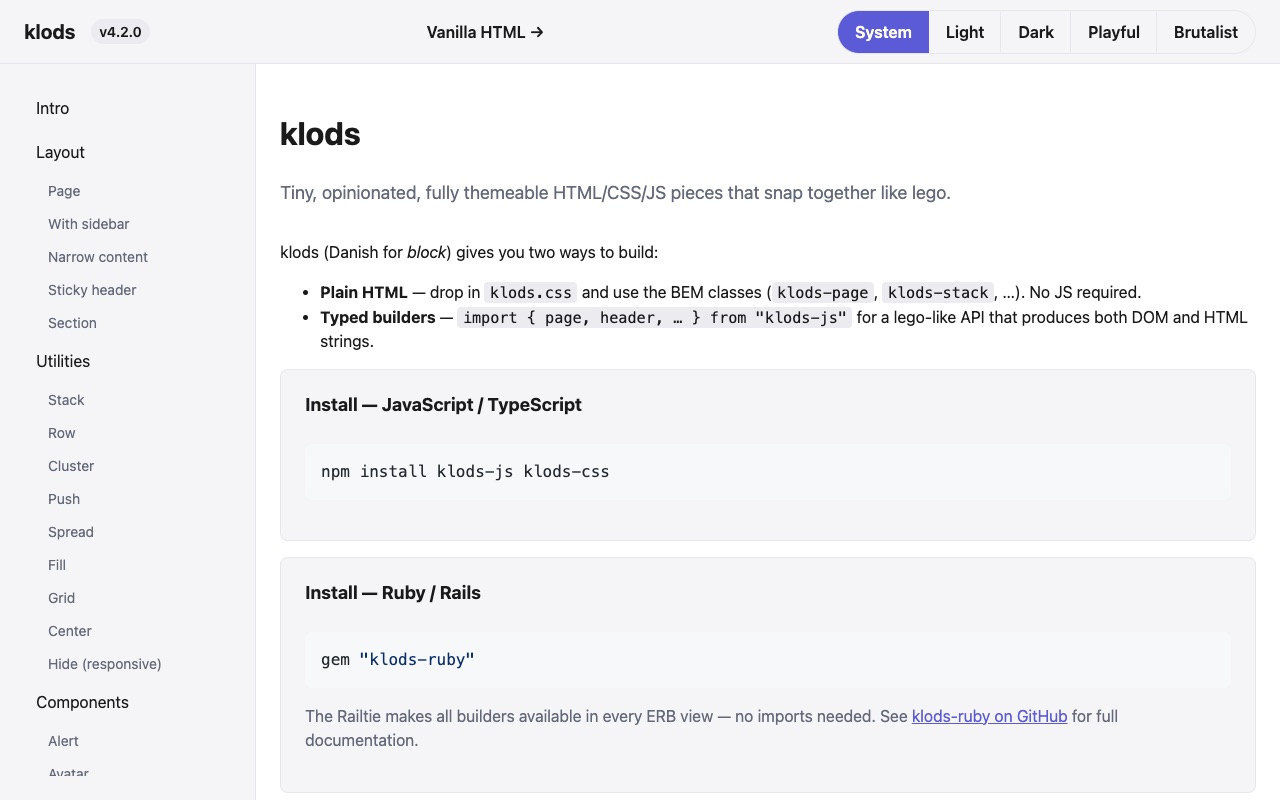 klods v4.2.0 Vanilla HTML → System Light Dark Playful Brutalist
Intro
Layout
Page
With sidebar
Narrow content
Sticky header
Section
Utilities
Stack
Row
Cluster
Push
Spread
Fill
Grid
Center
Hide (responsive)
Components
Alert
Avatar
klods
Tiny, opinionated, fully themeable HTML/CSS/JS pieces that snap together like lego.
klods (Danish for block) gives you two ways to build:
• Plain HTML — drop in klods.css and use the BEM classes (klods-page, klods-stack, …). No JS required.
• Typed builders — import { page, header, … } from "klods-js" for a lego-like API that produces both DOM and HTML
strings.
Install — JavaScript / TypeScript
npm install klods-js klods-css
Install — Ruby / Rails
gem "klods-ruby"
The Railtie makes all builders available in every ERB view — no imports needed. See klods-ruby on GitHub for full
documentation.